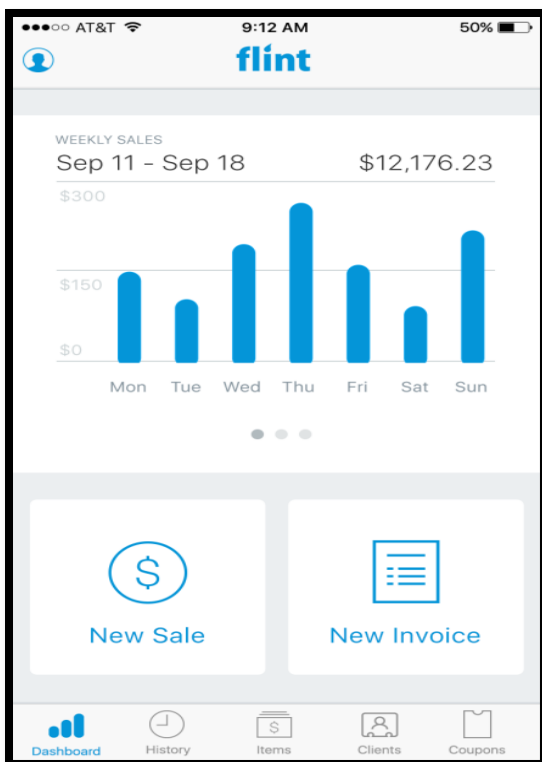 AT&T 9:12 AM 50%
flint
WEEKLY SALES
Sep 11 - Sep 18 $12,176.23
$300
$150
$0
Mon Tue Wed Thu Fri Sat Sun
$
New Sale New Invoice
$
Dashboard History Items Clients Coupons